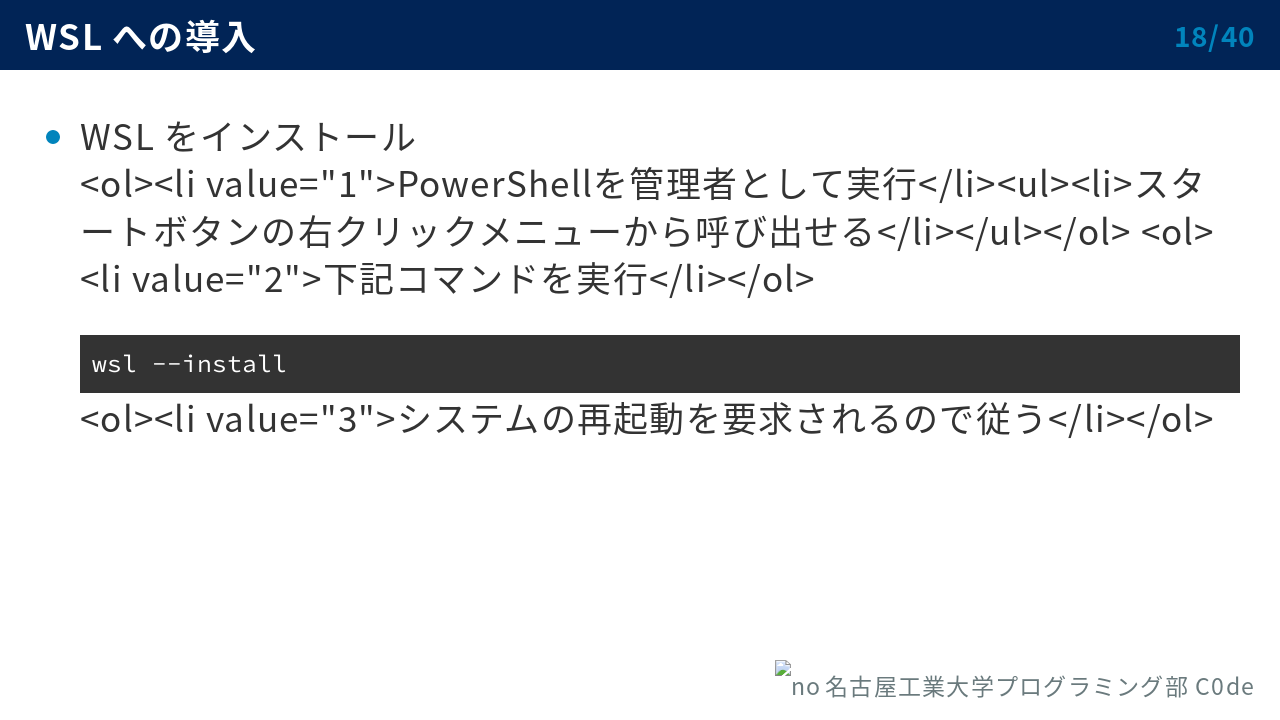 WSL への導入
18/40
WSL をインストール
<ol><li value="1">PowerShellを管理者として実行</li><ul><li>スタ
ートボタンの右クリックメニューから呼び出せる</li></ul></ol> <ol>
<li value="2">下記コマンドを実行</li></ol>
wsl --install
<ol><li value="3">システムの再起動を要求されるので従う</li></ol>
no 名古屋工業大学プログラミング部 C0de